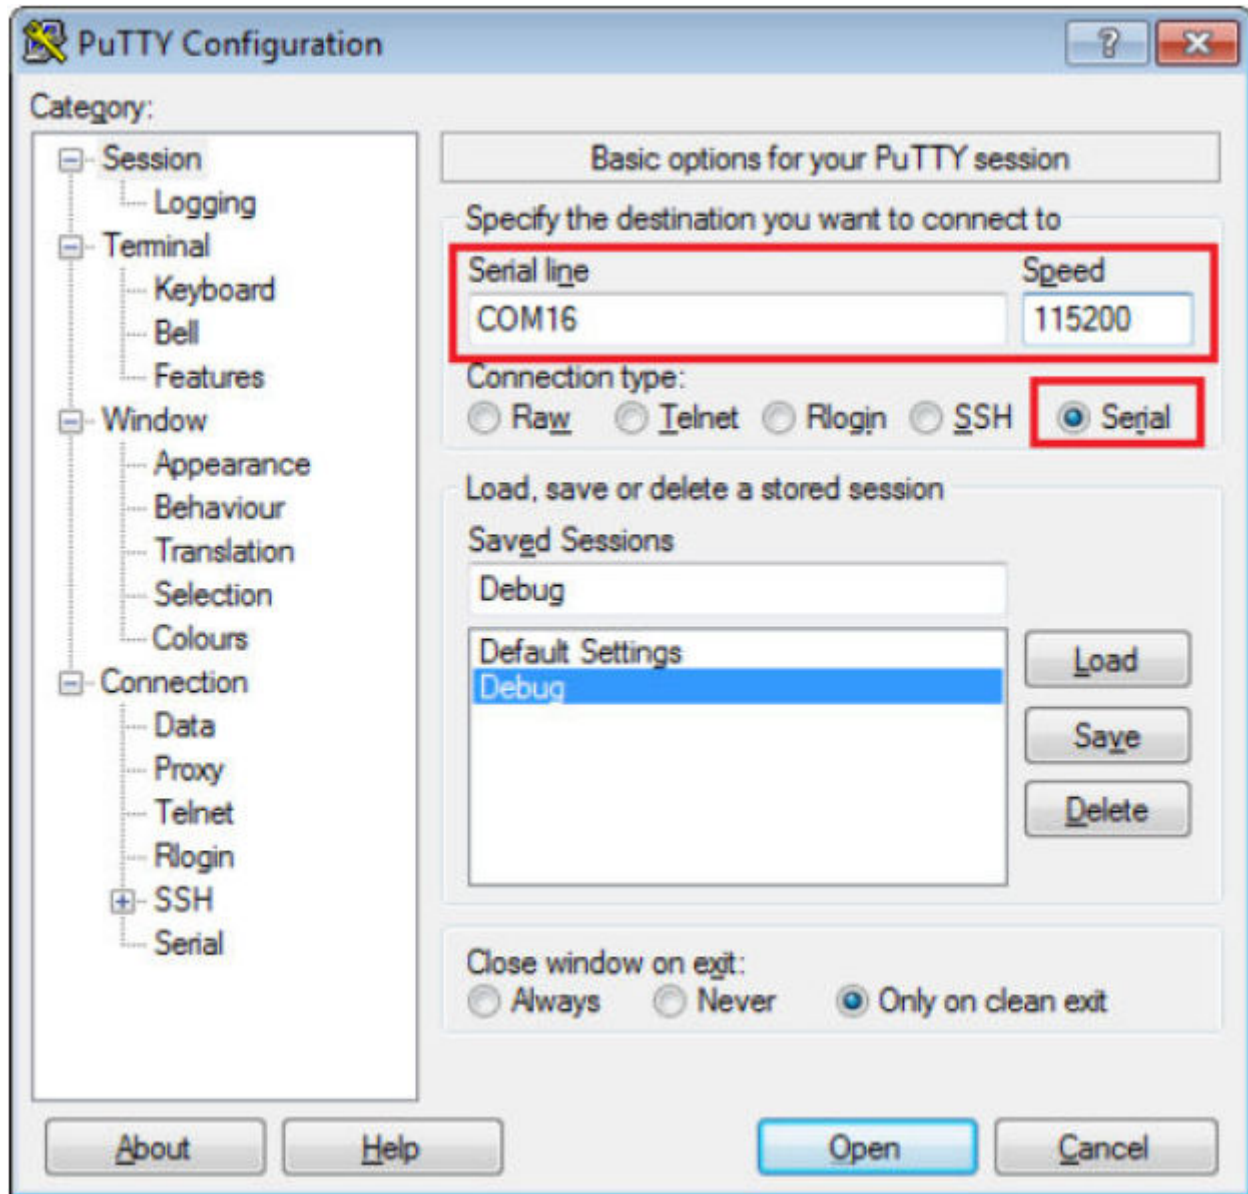 PuTTY Configuration
Category:
Session
Logging
Terminal
Keyboard
Bell
Features
Window
Appearance
Behaviour
Translation
Selection
Colours
Connection
Data
Proxy
Telnet
Rlogin
SSH
Serial
Basic options for your PuTTY session
Specify the destination you want to connect to
Serial line Speed
COM16 115200
Connection type:
Raw Telnet Rlogin SSH Serial
Load, save or delete a stored session
Saved Sessions
Debug
Default Settings
Debug
Load
Save
Delete
Close window on exit:
Always Never Only on clean exit
About Help Open Cancel